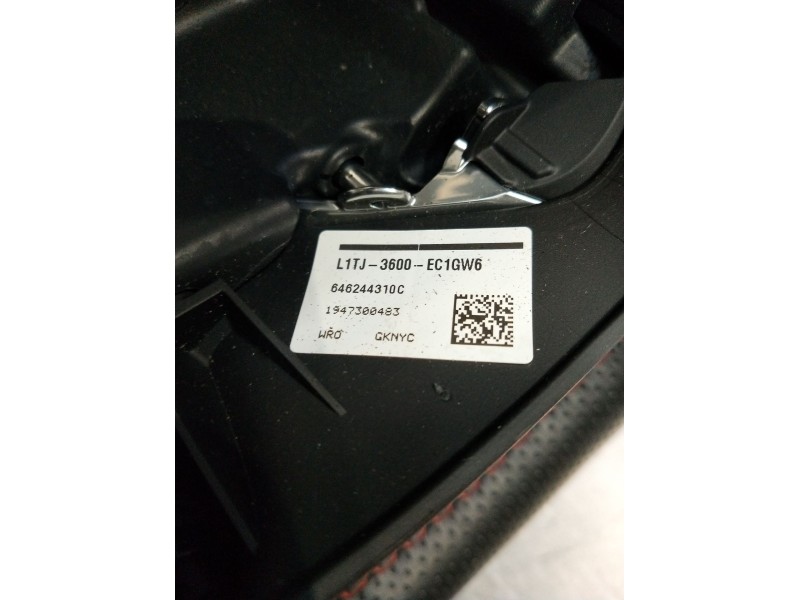 L1TJ-3600-EC1GW6
646244310C
1947300483
WRO GKNYC